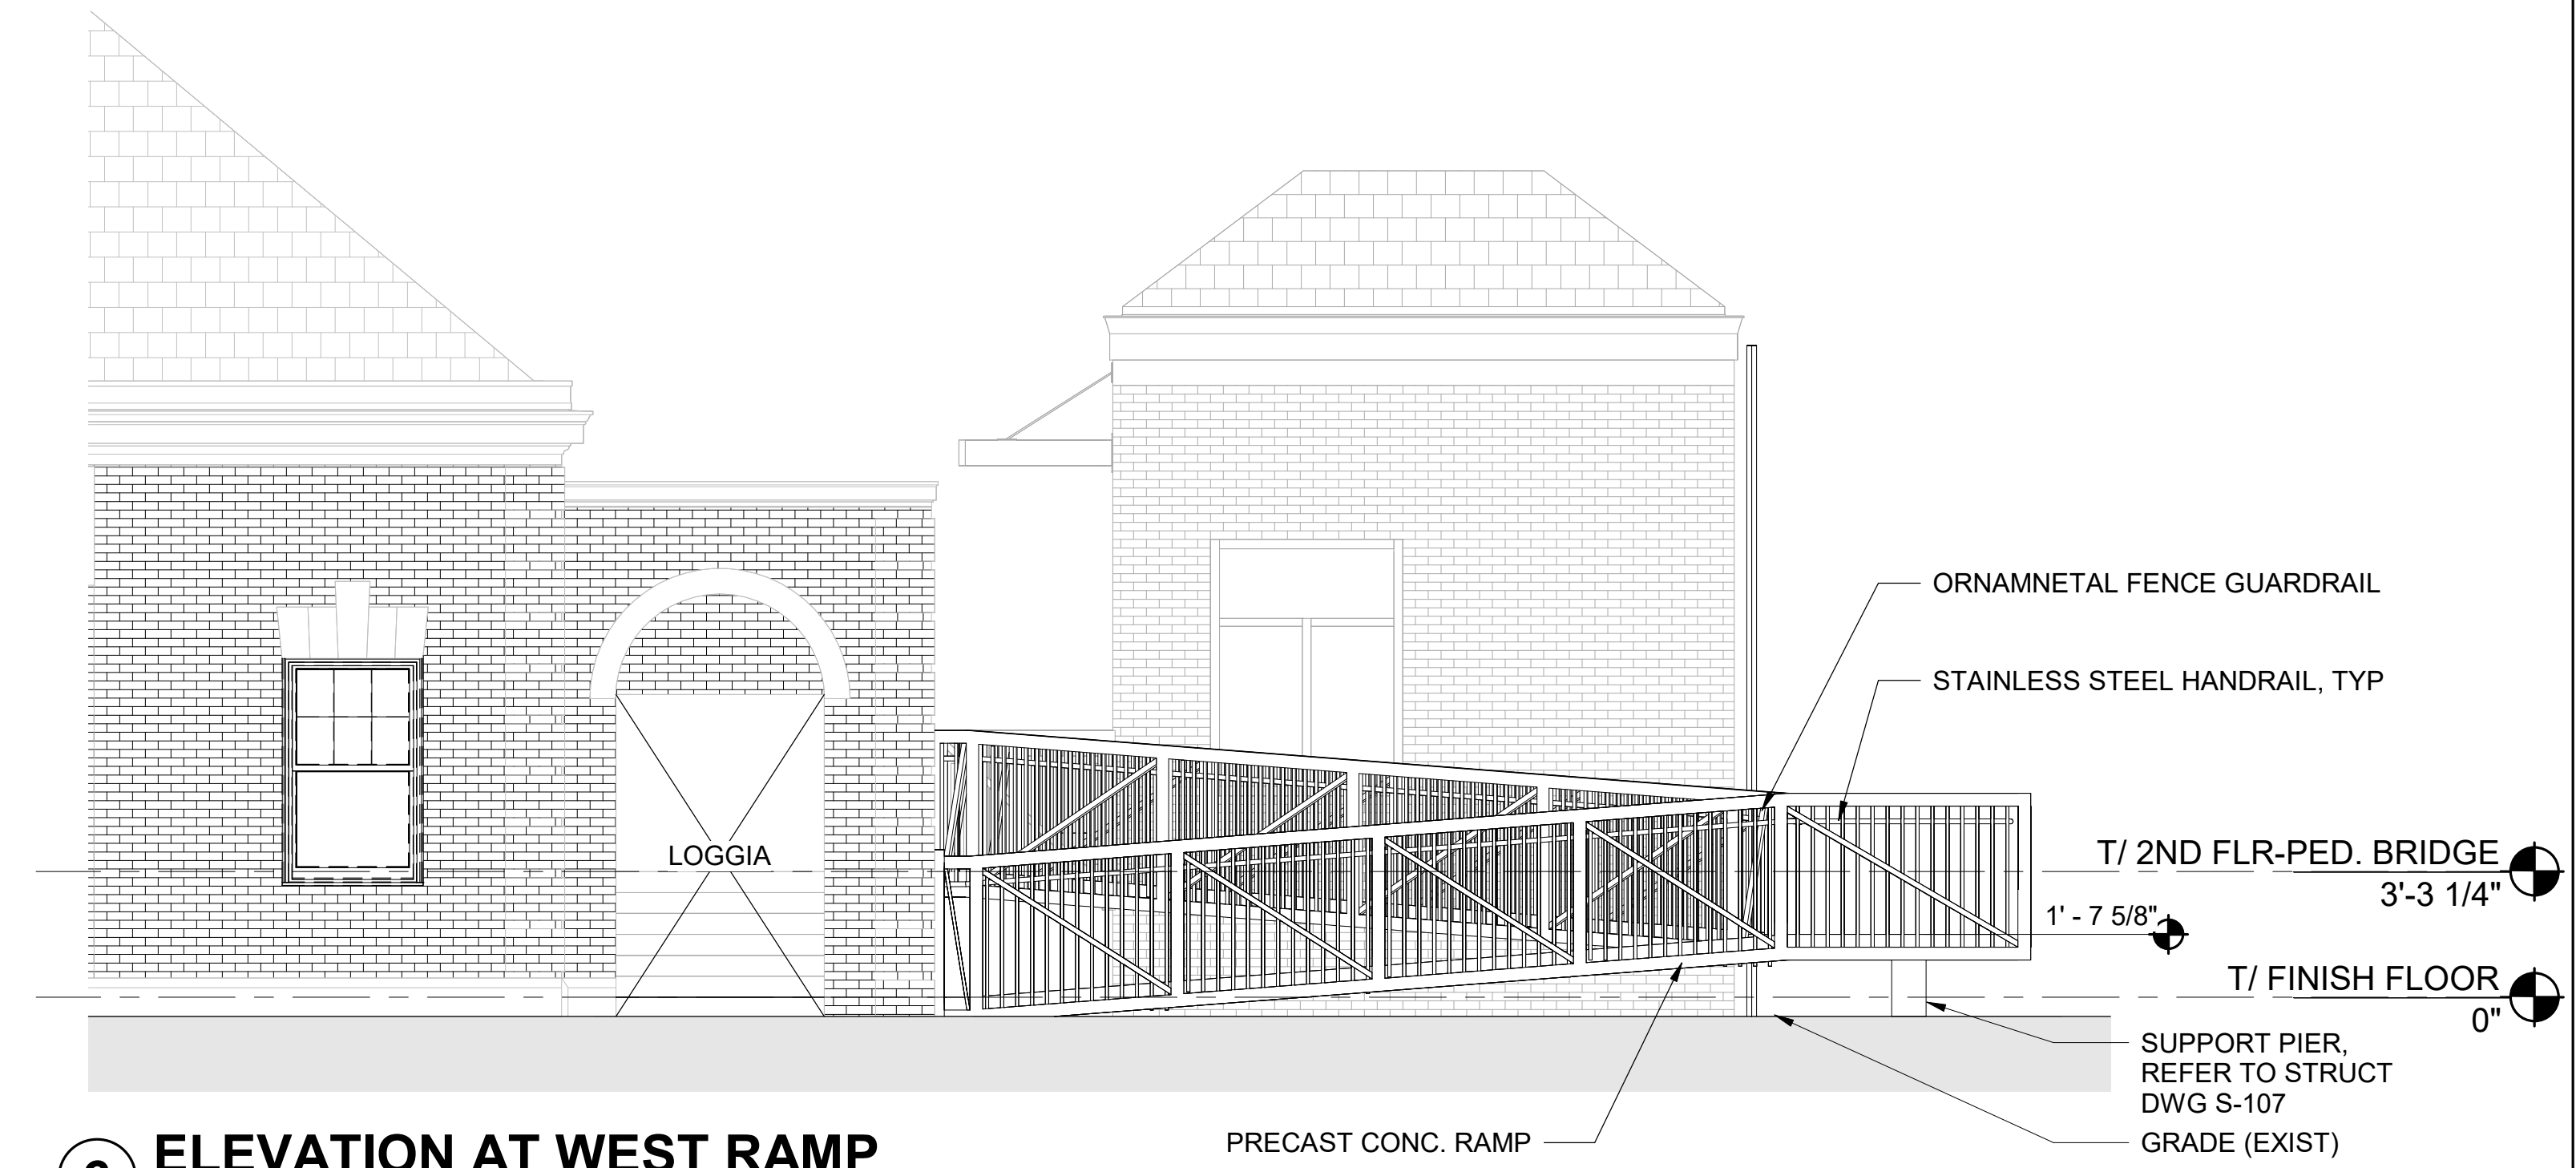 ORNAMNETAL FENCE GUARDRAIL
STAINLESS STEEL HANDRAIL, TYP
LOGGIA
T/ 2ND FLR-PED. BRIDGE
3'-3 1/4"
1' - 7 5/8"
T/ FINISH FLOOR
0"
SUPPORT PIER,
REFER TO STRUCT
DWG S-107
GRADE (EXIST)
PRECAST CONC. RAMP
ELEVATION AT WEST RAMP